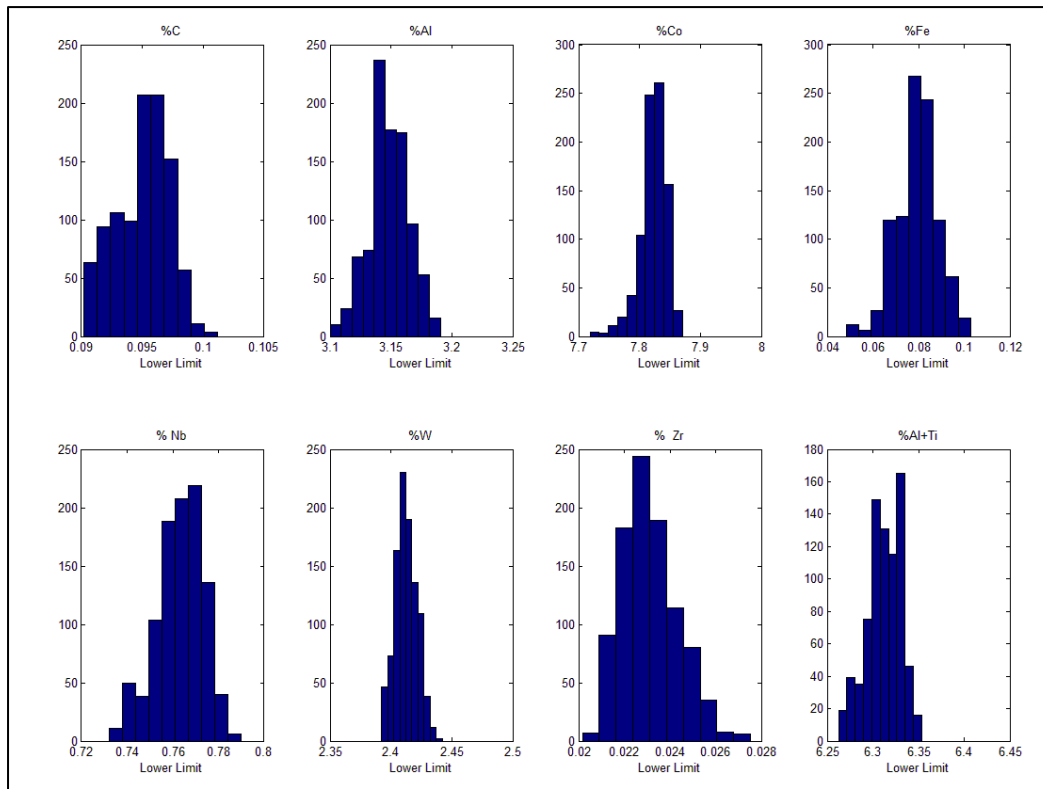 %C
250
200
150
100
50
0
0.09 0.095 0.1 0.105
Lower Limit
%Al
250
200
150
100
50
0
3.1 3.15 3.2 3.25
Lower Limit
%Co
300
250
200
150
100
50
0
7.7 7.8 7.9 8
Lower Limit
%Fe
300
250
200
150
100
50
0
0.04 0.06 0.08 0.1 0.12
Lower Limit
% Nb
250
200
150
100
50
0
0.72 0.74 0.76 0.78 0.8
Lower Limit
%W
250
200
150
100
50
0
2.35 2.4 2.45 2.5
Lower Limit
% Zr
250
200
150
100
50
0
0.02 0.022 0.024 0.026 0.028
Lower Limit
%Al+Ti
180
160
140
120
100
80
60
40
20
0
6.25 6.3 6.35 6.4 6.45
Lower Limit